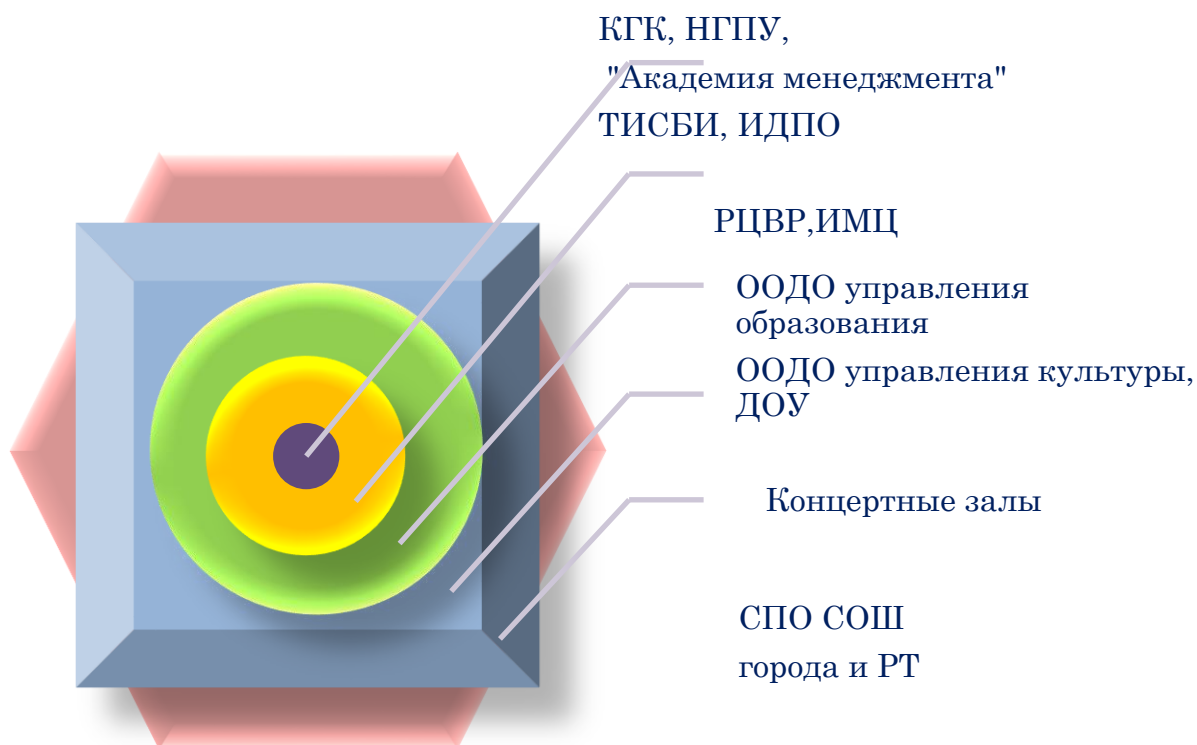 КГК, НГПУ,
"Академия менеджмента"
ТИСБИ, ИДПО
РЦВР,ИМЦ
ООДО управления
образования
ООДО управления культуры,
ДОУ
Концертные залы
СПО СОШ
города и РТ